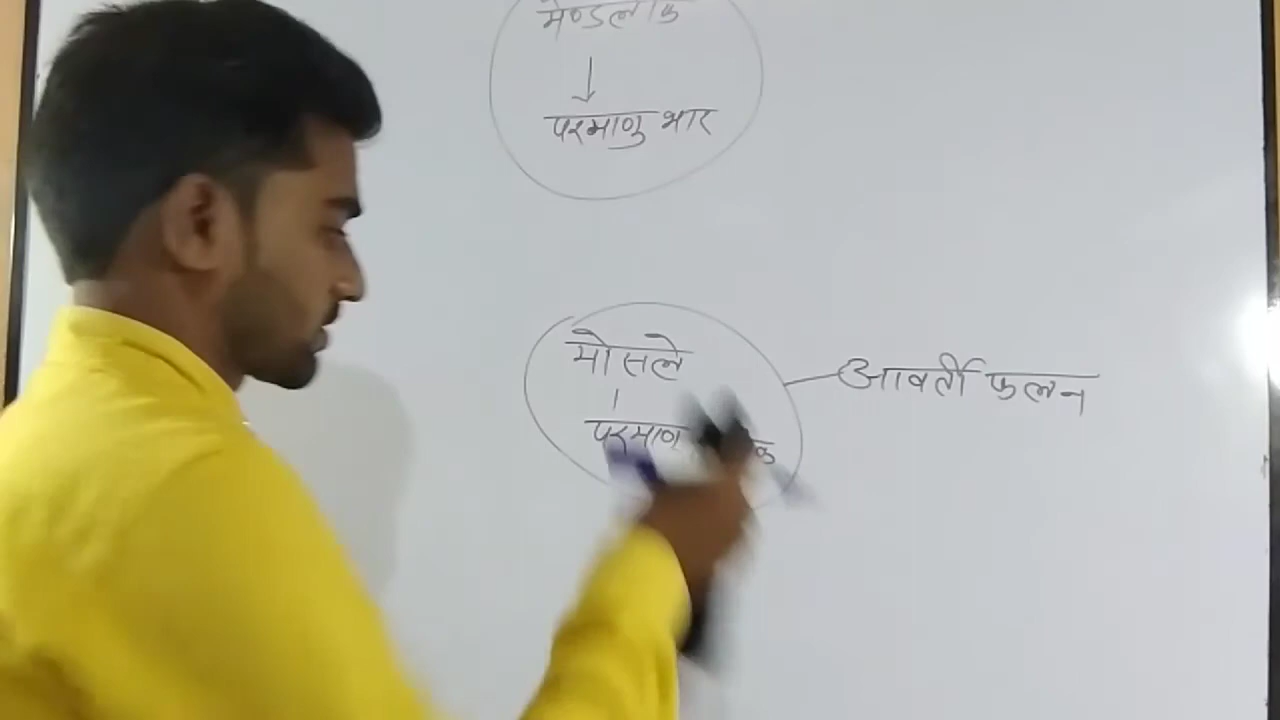 मेण्डलीफ
परमाणु भार
मोसले
आवर्ती फलन
परमाणु